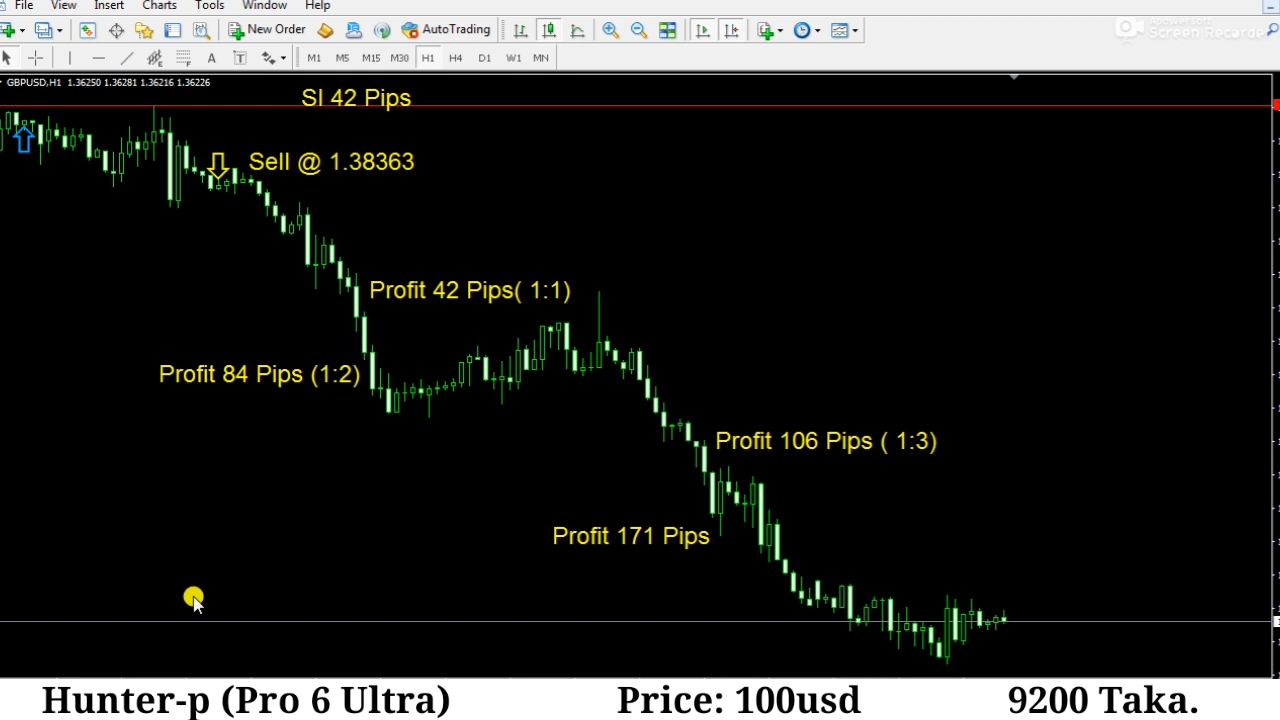 File View Insert Charts Tools Window Help
Apowersoft
Screen Recorder
New Order AutoTrading
A T M1 M5 M15 M30 H1 H4 D1 W1 MN
GBPUSD,H1 1.36250 1.36281 1.36216 1.36226
Sl 42 Pips
Sell @ 1.38363
Profit 42 Pips( 1:1)
Profit 84 Pips (1:2)
Profit 106 Pips ( 1:3)
Profit 171 Pips
Hunter-p (Pro 6 Ultra) Price: 100usd 9200 Taka.